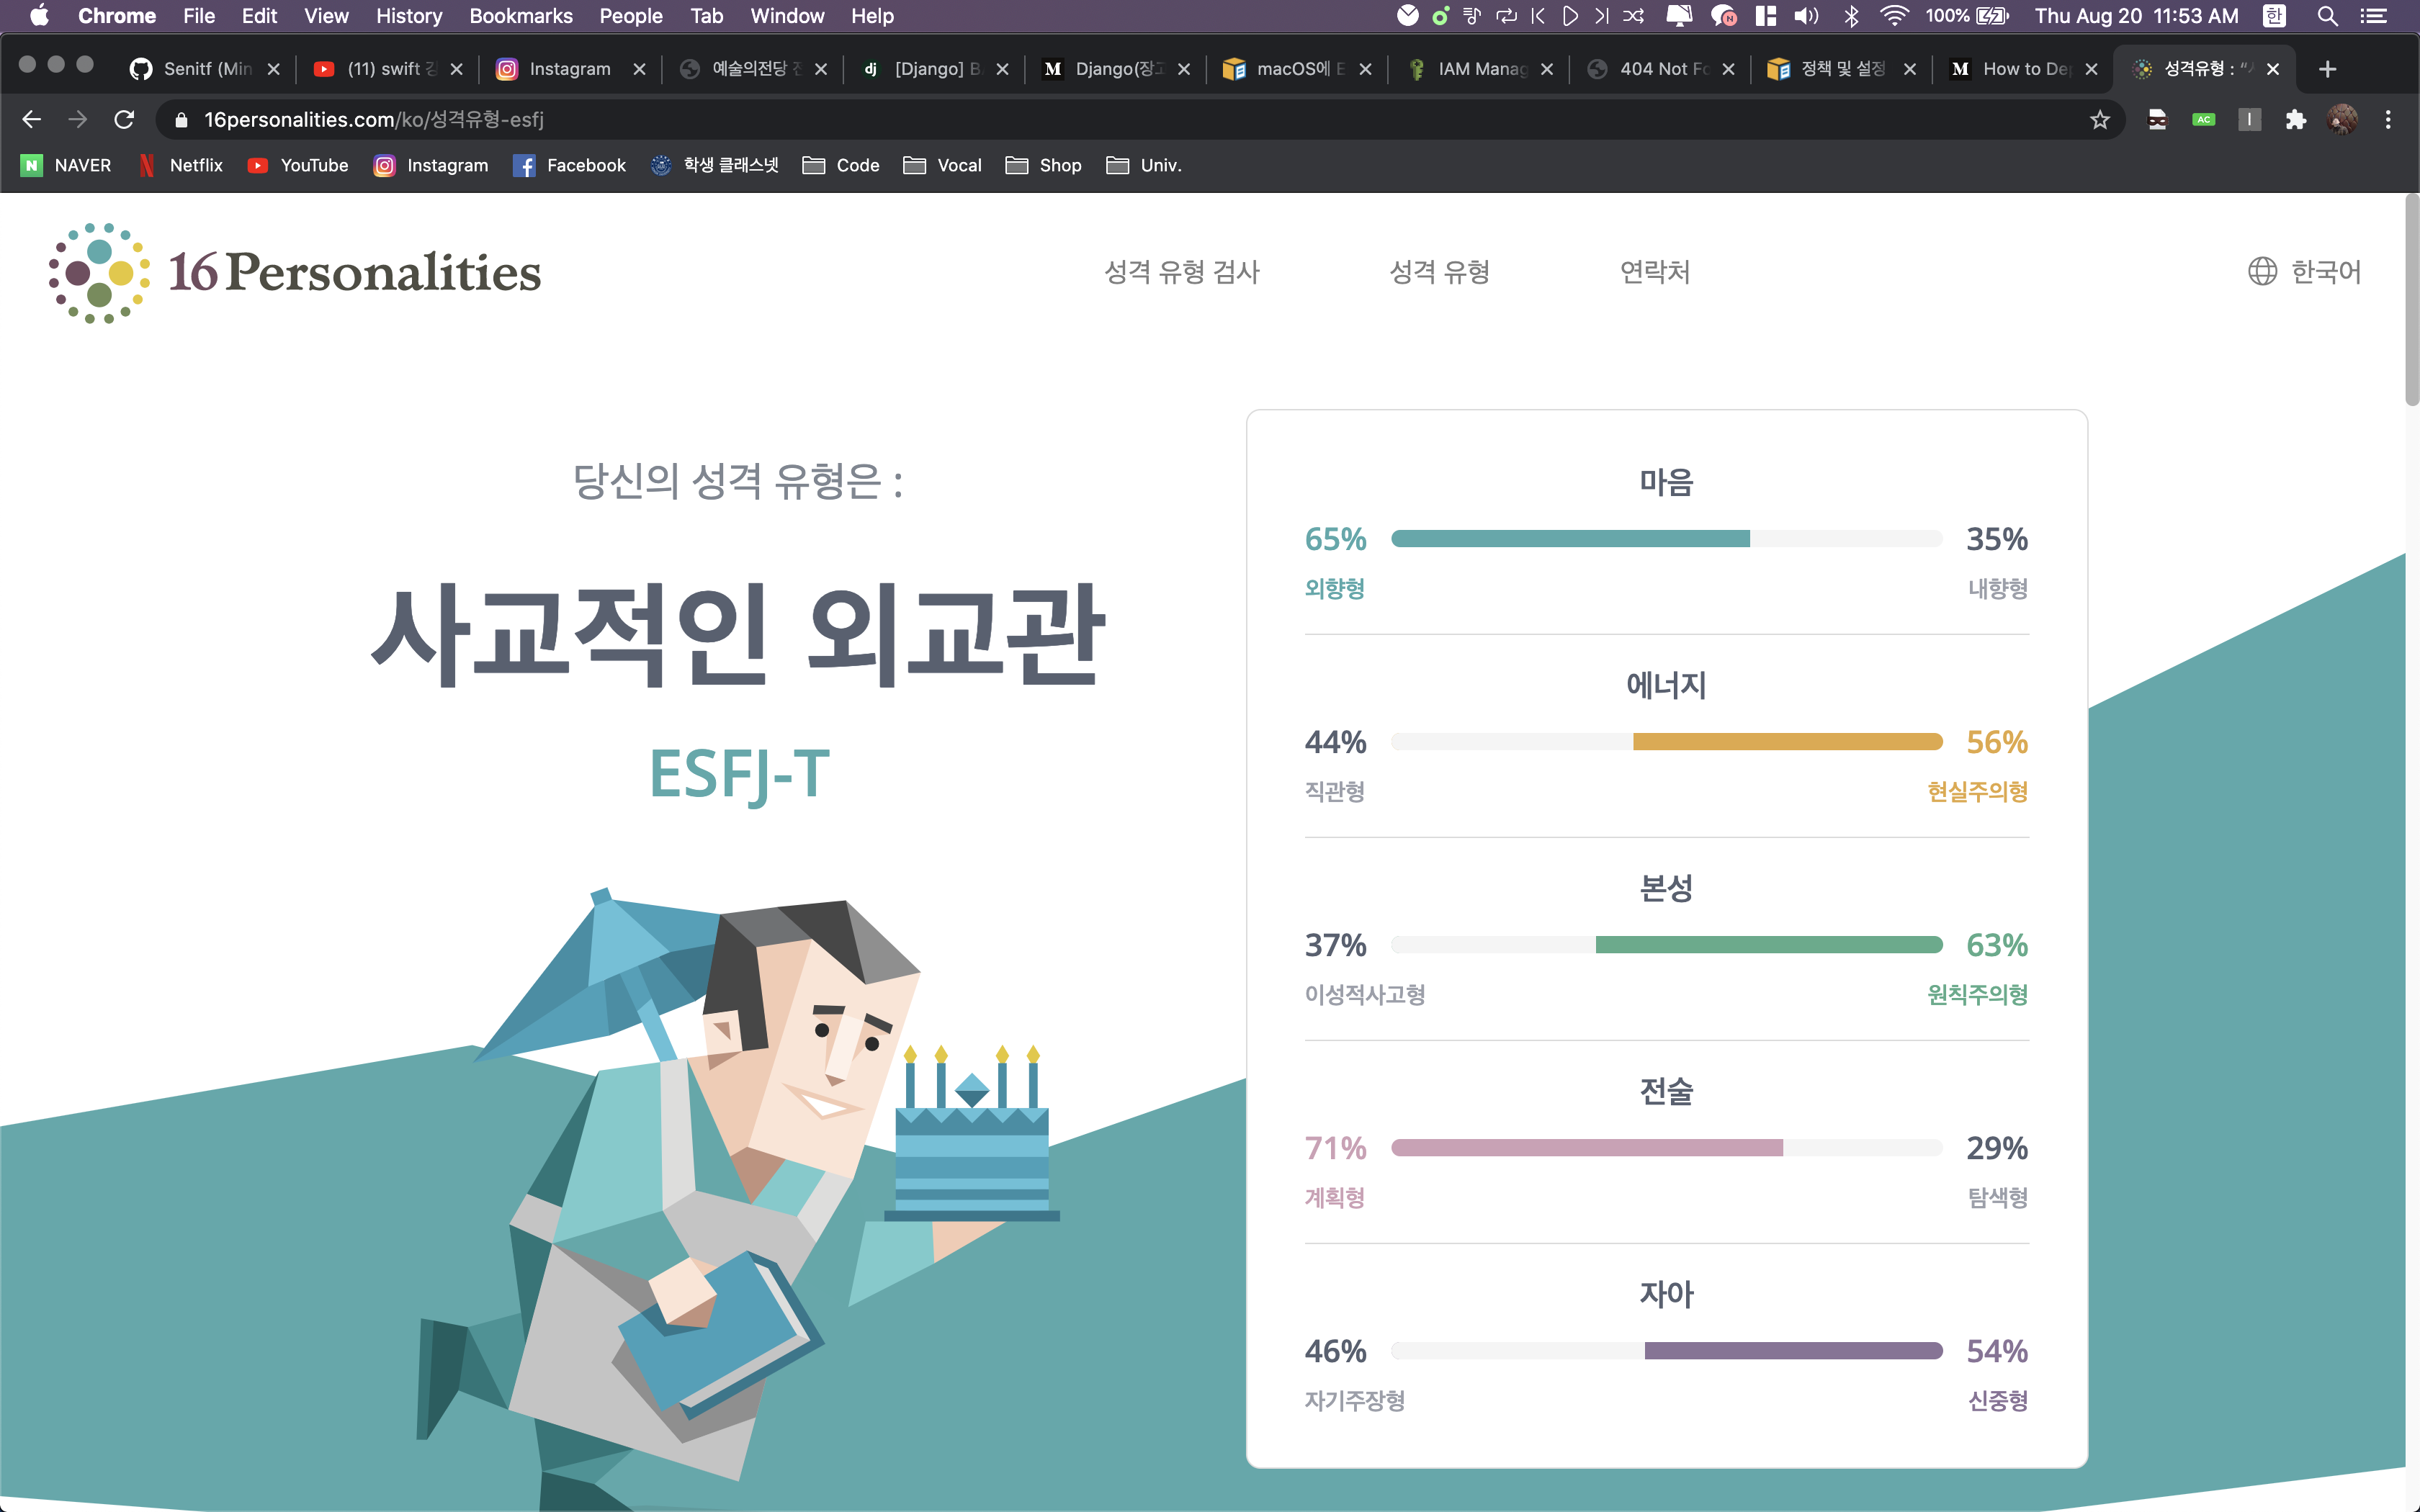 Chrome File Edit View History Bookmarks People Tab Window Help 100% Thu Aug 20 11:53 AM 한
Senitf (Min (11) swift Instagram 예술의전당 [Django] B Django(장고 macOS에 E IAM Manag 404 Not Fo 정책 및 설정 How to De 성격유형 : “
16personalities.com/ko/성격유형-esfj
NAVER Netflix YouTube Instagram Facebook 학생 클래스넷 Code Vocal Shop Univ.
16Personalities 성격 유형 검사 성격 유형 연락처 한국어
당신의 성격 유형은 :
사교적인 외교관
ESFJ-T
마음
65% 35%
외향형 내향형
에너지
44% 56%
직관형 현실주의형
본성
37% 63%
이성적사고형 원칙주의형
전술
71% 29%
계획형 탐색형
자아
46% 54%
자기주장형 신중형